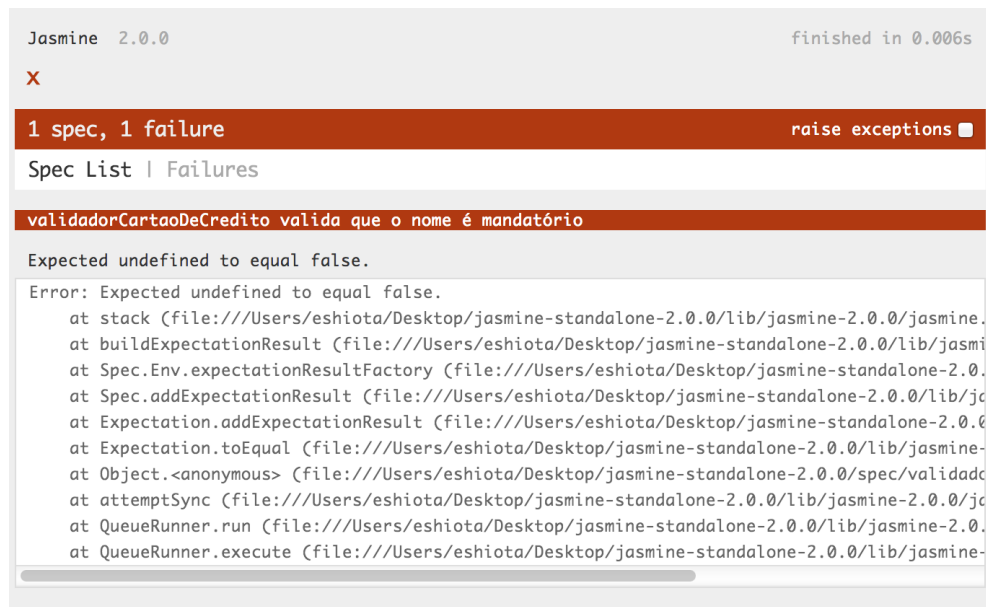 Jasmine 2.0.0 finished in 0.006s
x
1 spec, 1 failure raise exceptions
Spec List | Failures
validadorCartaoDeCredito valida que o nome é mandatório
Expected undefined to equal false.
Error: Expected undefined to equal false.
at stack (file:///Users/eshiota/Desktop/jasmine-standalone-2.0.0/lib/jasmine-2.0.0/jasmine.
at buildExpectationResult (file:///Users/eshiota/Desktop/jasmine-standalone-2.0.0/lib/jasmi
at Spec.Env.expectationResultFactory (file:///Users/eshiota/Desktop/jasmine-standalone-2.0.
at Spec.addExpectationResult (file:///Users/eshiota/Desktop/jasmine-standalone-2.0.0/lib/ja
at Expectation.addExpectationResult (file:///Users/eshiota/Desktop/jasmine-standalone-2.0.0
at Expectation.toEqual (file:///Users/eshiota/Desktop/jasmine-standalone-2.0.0/lib/jasmine-
at Object.<anonymous> (file:///Users/eshiota/Desktop/jasmine-standalone-2.0.0/spec/validado
at attemptSync (file:///Users/eshiota/Desktop/jasmine-standalone-2.0.0/lib/jasmine-2.0.0/ja
at QueueRunner.run (file:///Users/eshiota/Desktop/jasmine-standalone-2.0.0/lib/jasmine-2.0.
at QueueRunner.execute (file:///Users/eshiota/Desktop/jasmine-standalone-2.0.0/lib/jasmine-